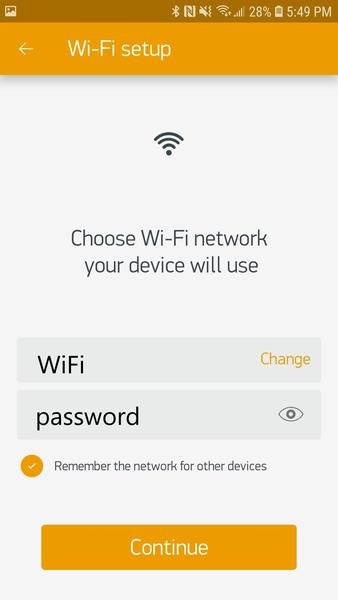 28% 5:49 PM
Wi-Fi setup
Choose Wi-Fi network
your device will use
WiFi
Change
password
Remember the network for other devices
Continue